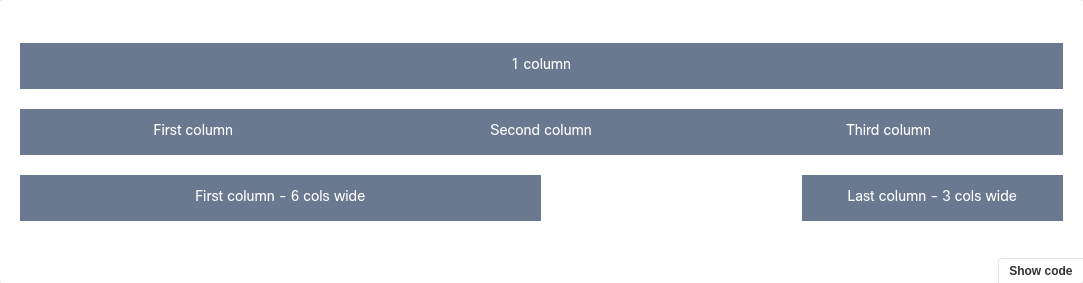 1 column
First column Second column Third column
First column - 6 cols wide Last column - 3 cols wide
Show code